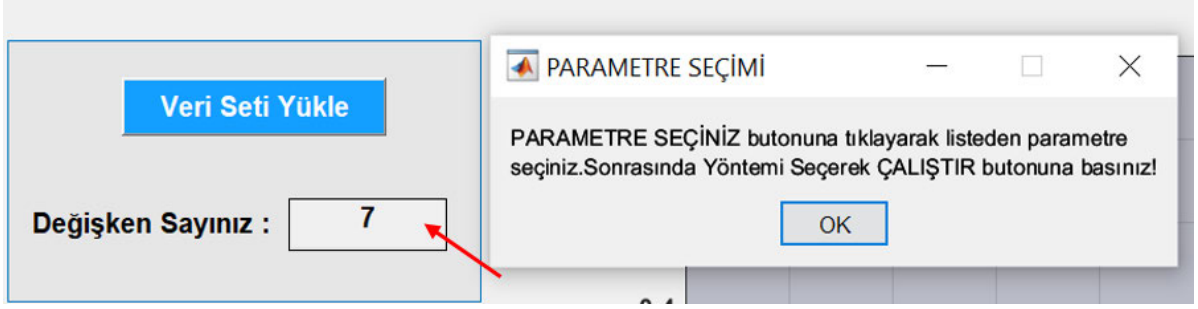 PARAMETRE SEÇİMİ
Veri Seti Yükle
PARAMETRE SEÇİNİZ butonuna tıklayarak listeden parametre
seçiniz.Sonrasında Yöntemi Seçerek ÇALIŞTIR butonuna basınız!
Değişken Sayınız : 7
OK